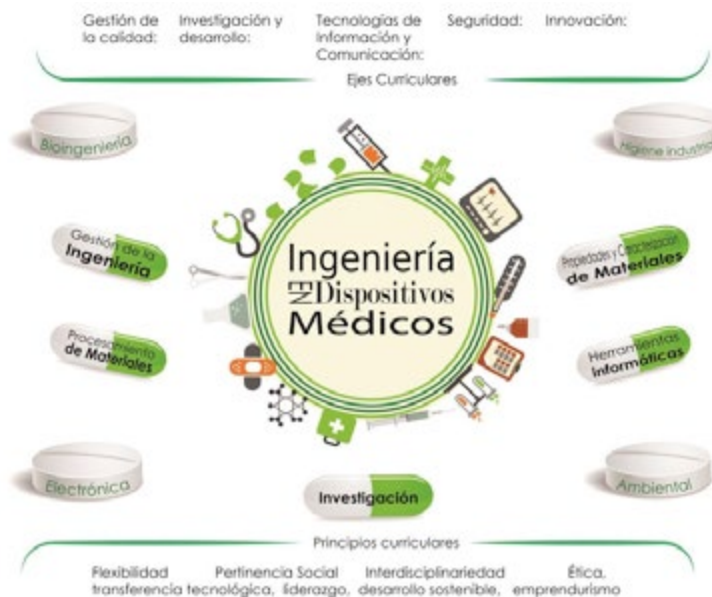 Gestión de la calidad:
Investigación y desarrollo:
Tecnologías de Información y Comunicación:
Seguridad:
Innovación:
Ejes Curriculares
Bioingeniería
Higiene industrial
Gestión de la
Ingeniería
Propiedades y Caracterización
de Materiales
Ingeniería
EN Dispositivos
Médicos
Procesamiento
de Materiales
Herramientas
Informáticas
Electrónica
Investigación
Ambiental
Principios curriculares
Flexibilidad Pertinencia Social Interdisciplinariedad Ética,
transferencia tecnológica, liderazgo, desarrollo sostenible, emprendurismo